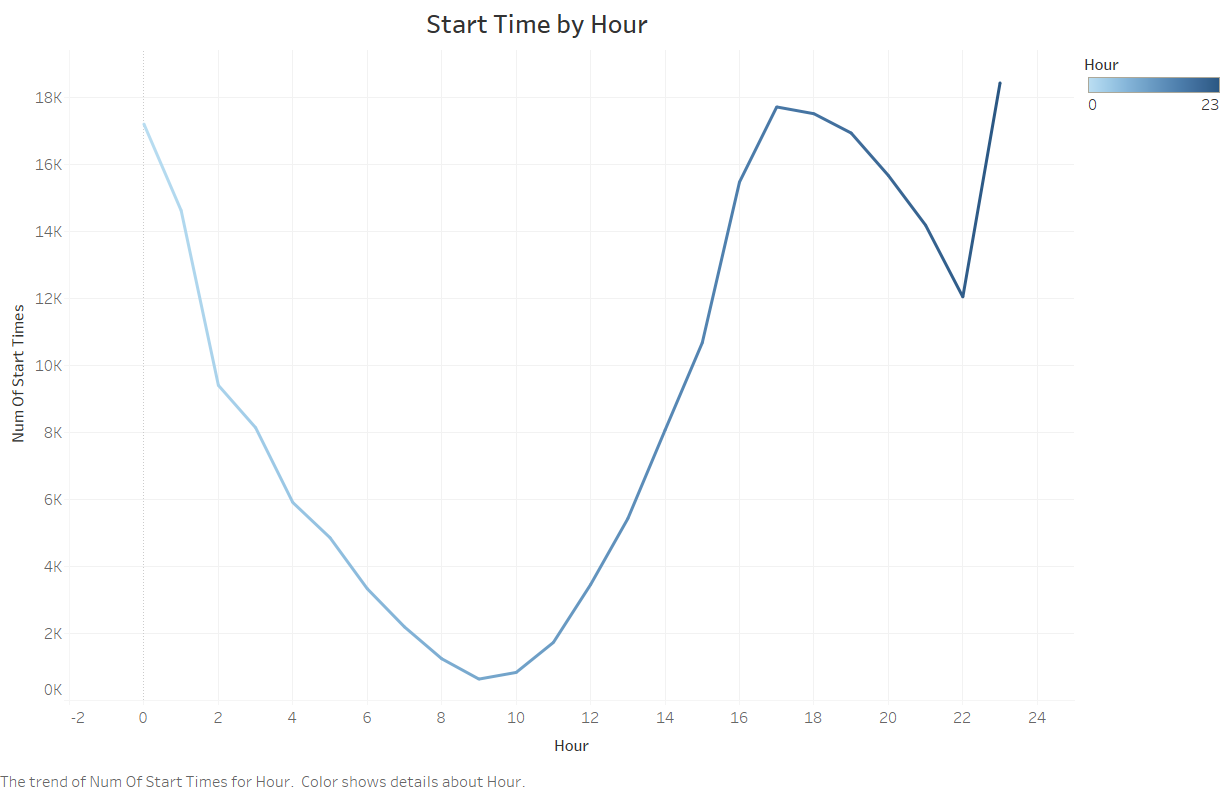 Start Time by Hour
Hour
0 23
18K
16K
14K
12K
10K
8K
6K
4K
2K
0K
Num Of Start Times
-2 0 2 4 6 8 10 12 14 16 18 20 22 24
Hour
The trend of Num Of Start Times for Hour.  Color shows details about Hour.